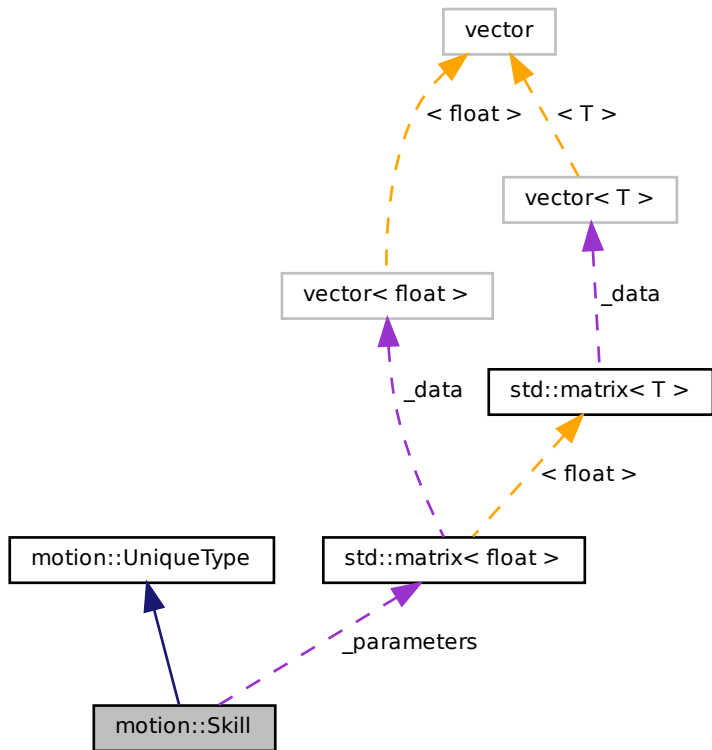 vector
< float >
< T >
vector< T >
vector< float >
_data
_data
std::matrix< T >
< float >
motion::UniqueType
std::matrix< float >
_parameters
motion::Skill